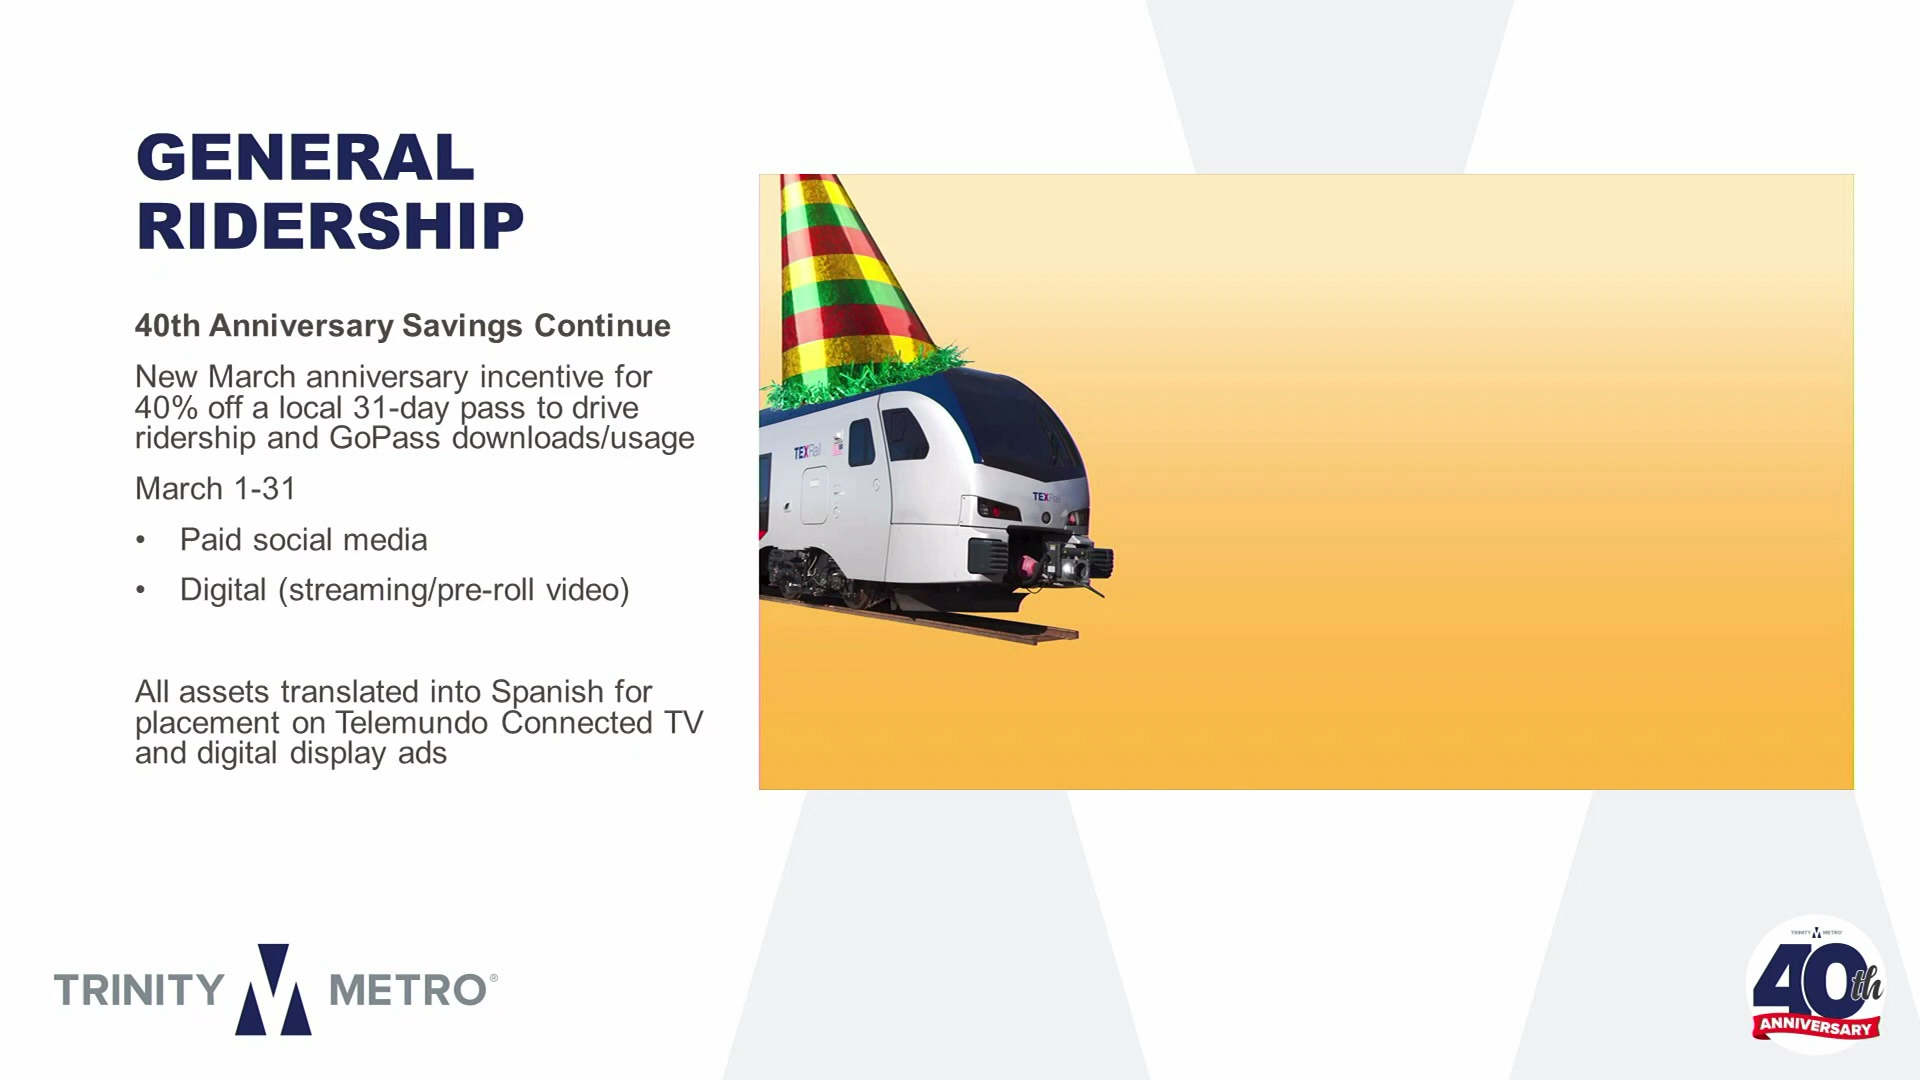 GENERAL
RIDERSHIP
40th Anniversary Savings Continue
New March anniversary incentive for
40% off a local 31-day pass to drive
ridership and GoPass downloads/usage
March 1-31
• Paid social media
• Digital (streaming/pre-roll video)
All assets translated into Spanish for
placement on Telemundo Connected TV
and digital display ads
TEXRail
TEXRail
TRINITY METRO®
TRINITY METRO
40th
ANNIVERSARY